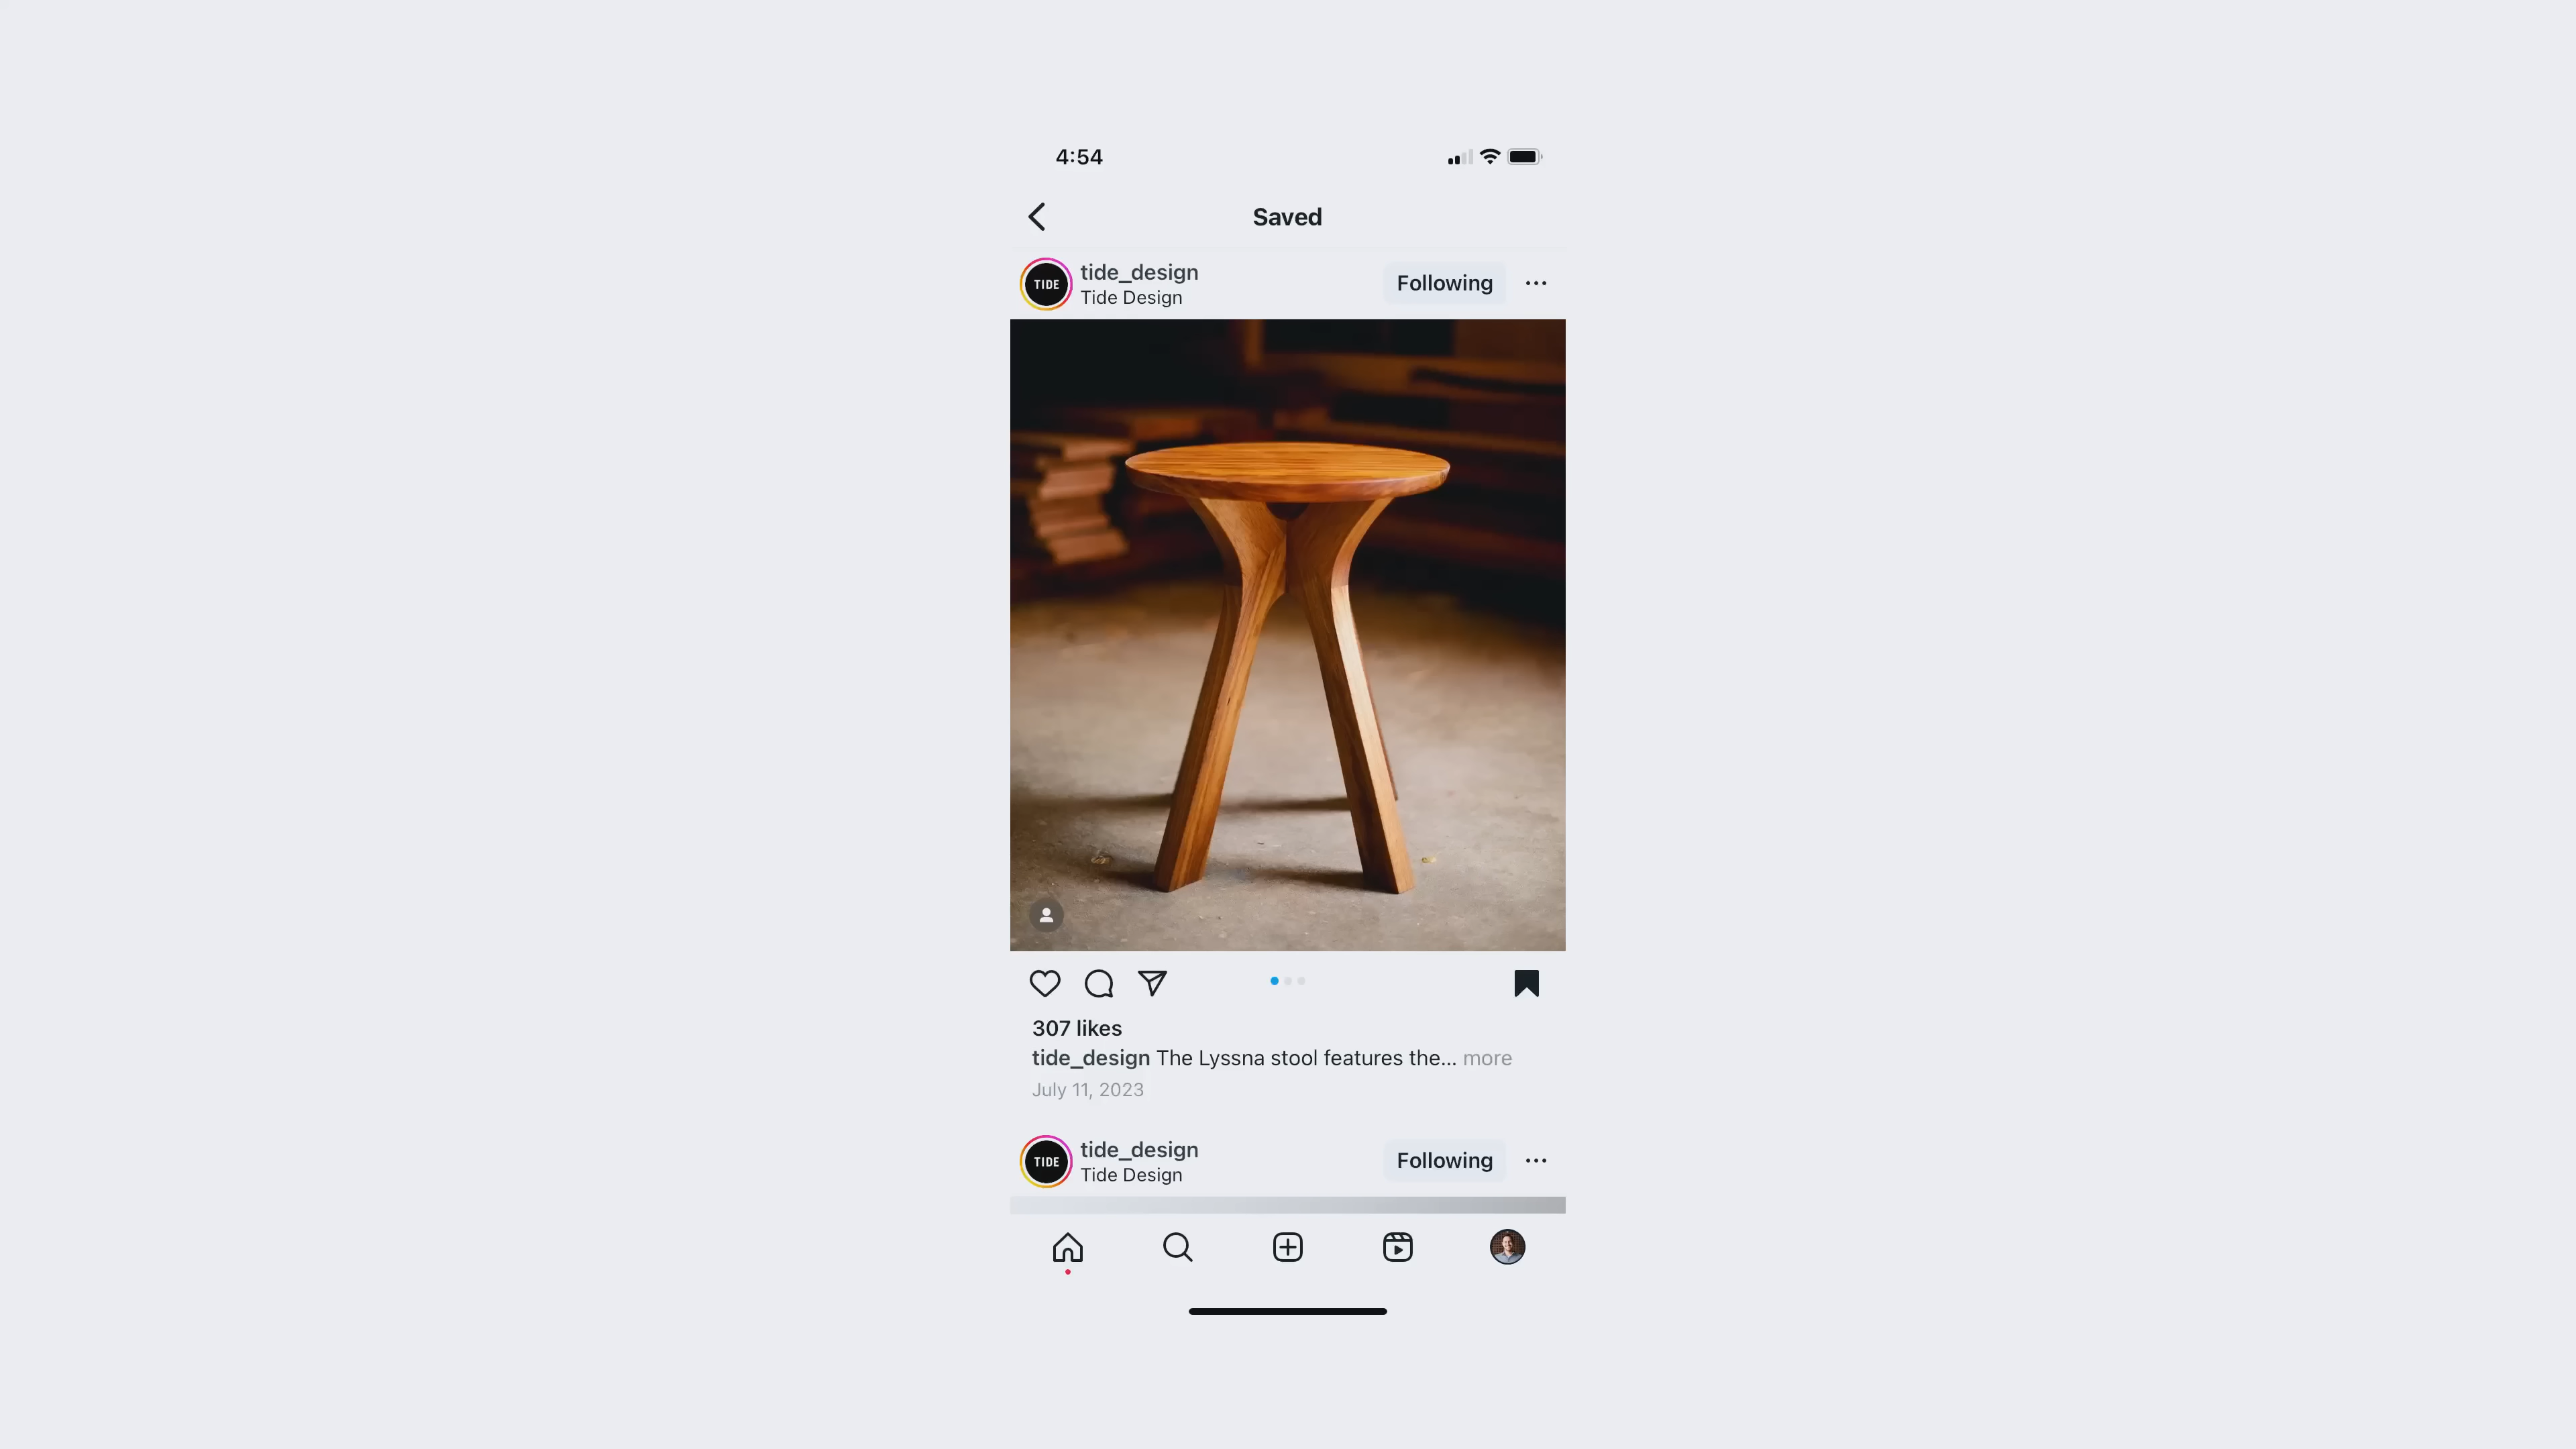 4:54
Saved
TIDE
tide_design
Tide Design
Following
307 likes
tide_design The Lyssna stool features the... more
July 11, 2023
TIDE
tide_design
Tide Design
Following